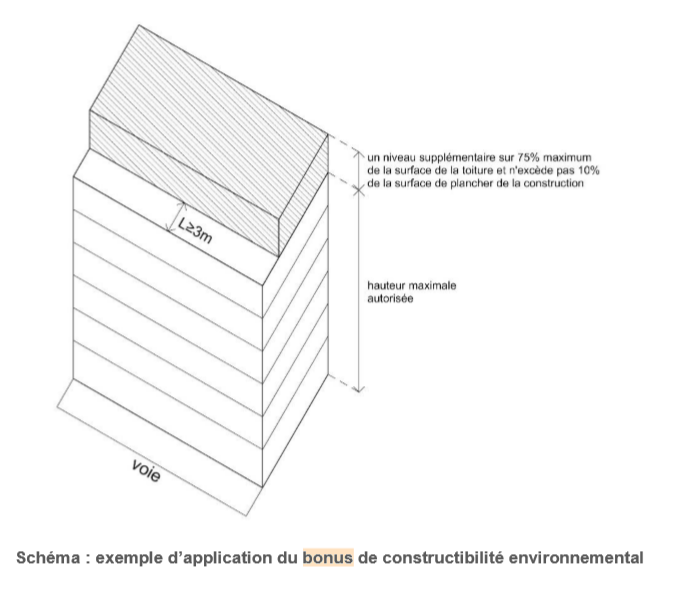 un niveau supplémentaire sur 75% maximum
de la surface de la toiture et n'excède pas 10%
de la surface de plancher de la construction
L≥3m
hauteur maximale
autorisée
voie
Schéma : exemple d'application du bonus de constructibilité environnemental